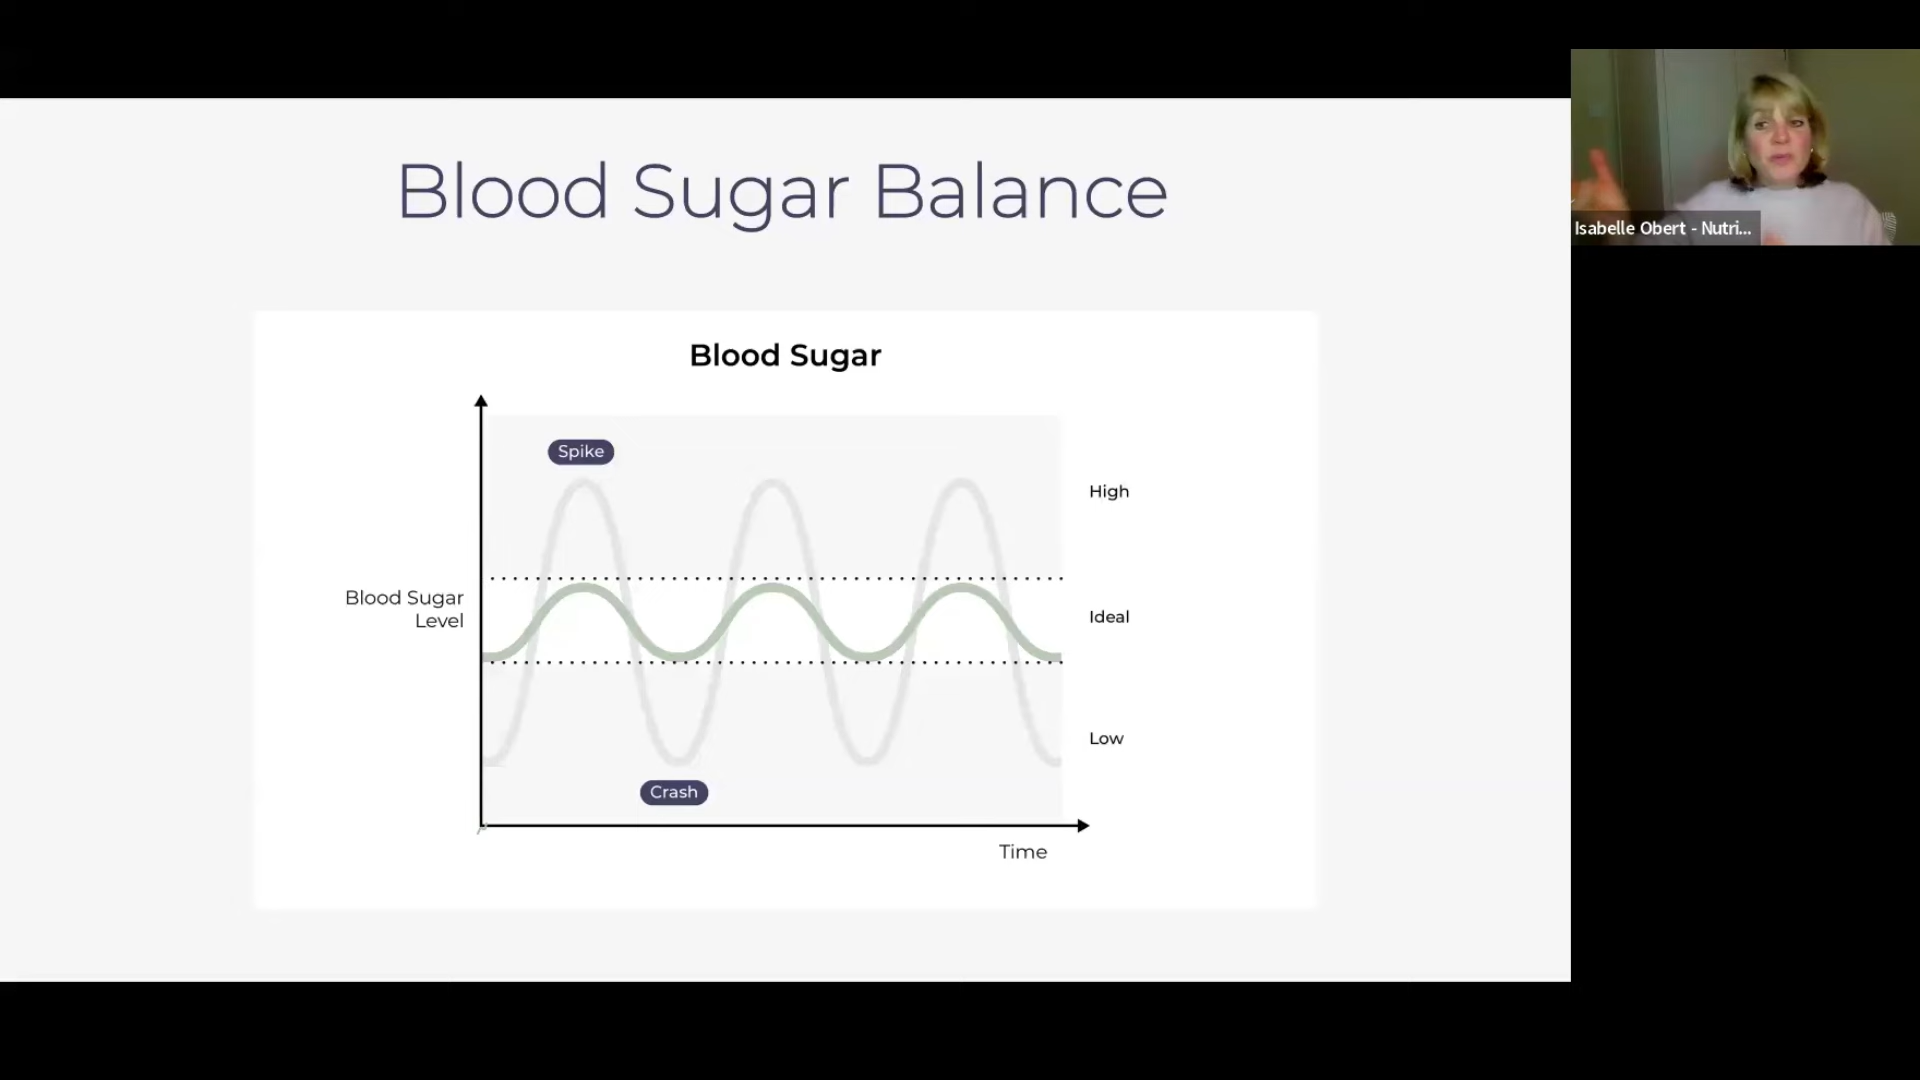 Blood Sugar Balance
Isabelle Obert - Nutri...
Blood Sugar
Spike
High
Blood Sugar
Level
Ideal
Low
Crash
Time